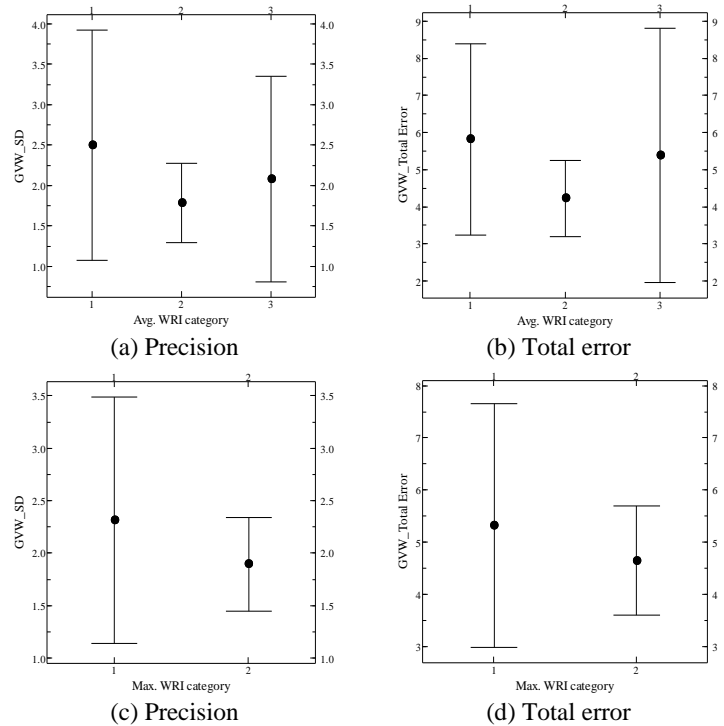 1 2 3
4.0 4.0
3.5 3.5
3.0 3.0
2.5 2.5
2.0 2.0
1.5 1.5
1.0 1.0
GVW_SD
1 2 3
Avg. WRI category
(a) Precision
1 2 3
9 9
8 8
7 7
6 6
5 5
4 4
3 3
2 2
GVW_Total Error
1 2 3
Avg. WRI category
(b) Total error
1 2
3.5 3.5
3.0 3.0
2.5 2.5
2.0 2.0
1.5 1.5
1.0 1.0
GVW_SD
1 2
Max. WRI category
(c) Precision
1 2
8 8
7 7
6 6
5 5
4 4
3 3
GVW_Total Error
1 2
Max. WRI category
(d) Total error